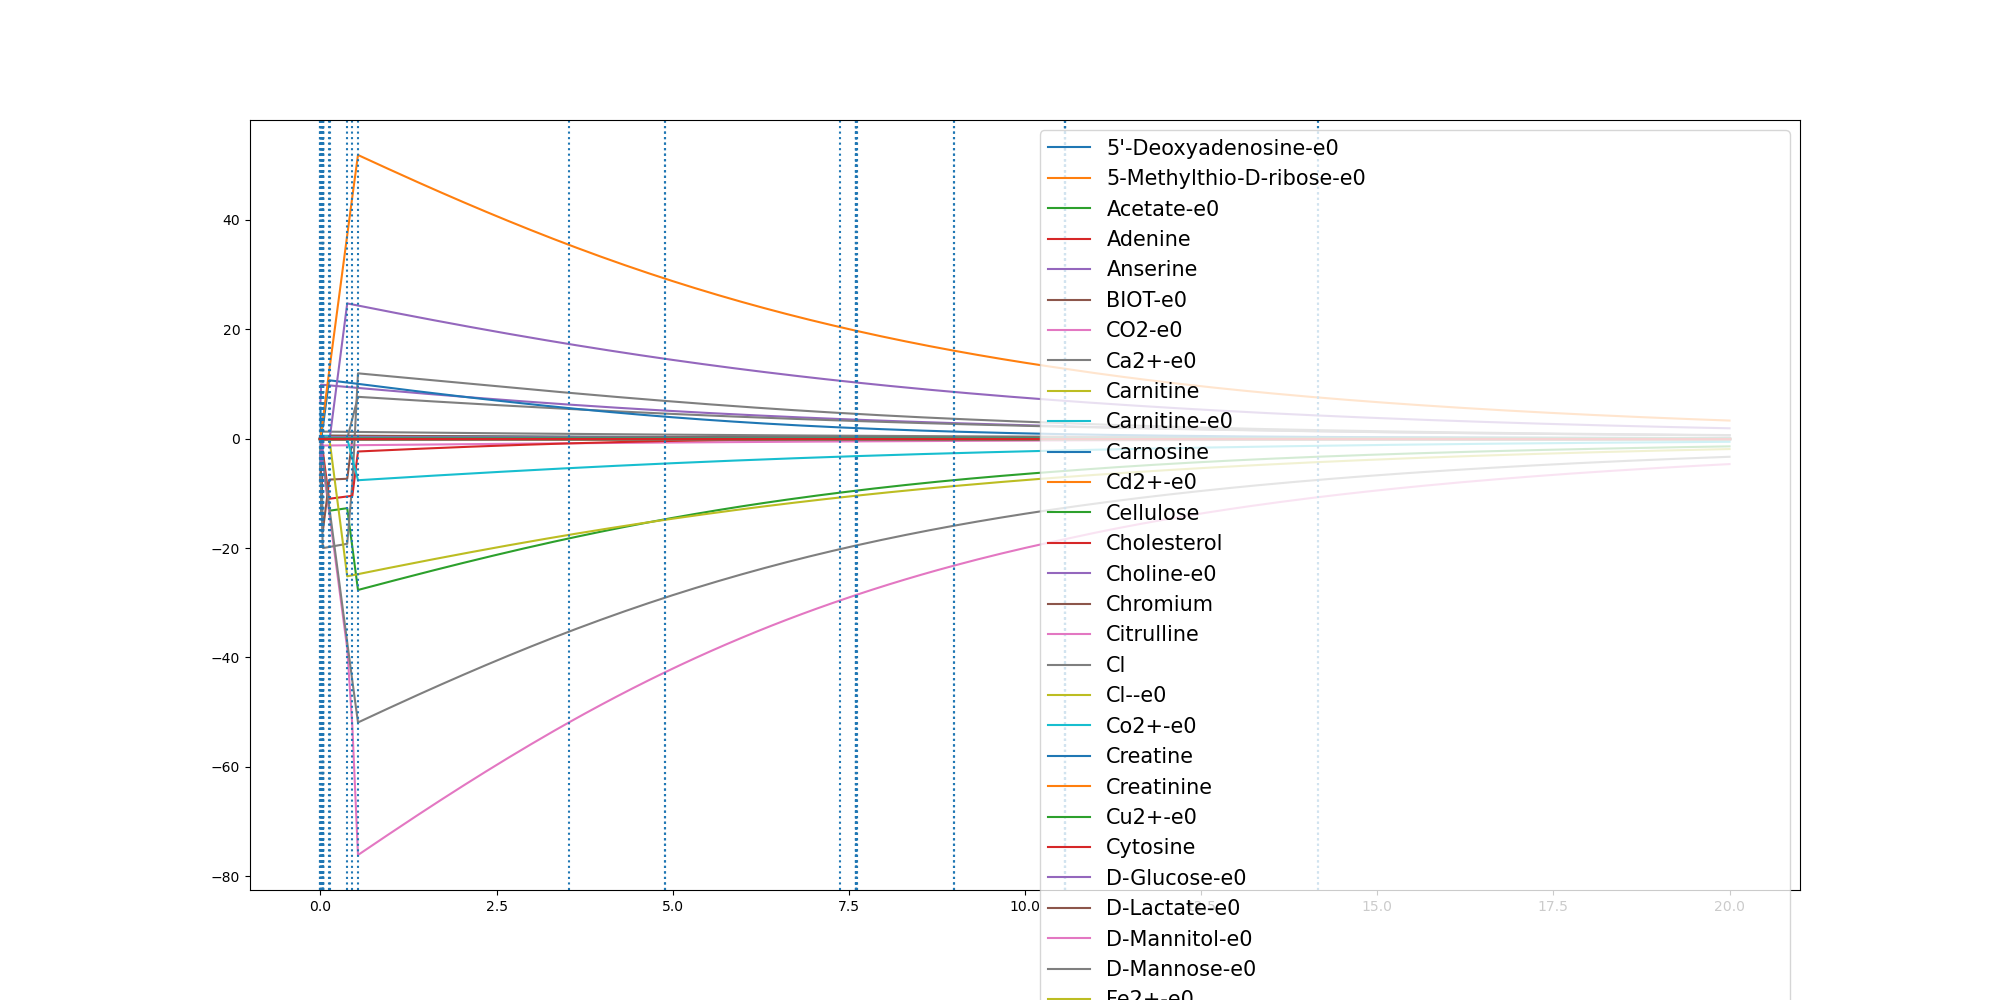 40
20
0
−20
−40
−60
−80
0.0
2.5
5.0
7.5
10.0
15.0
17.5
20.0
5'-Deoxyadenosine-e0
5-Methylthio-D-ribose-e0
Acetate-e0
Adenine
Anserine
BIOT-e0
CO2-e0
Ca2+-e0
Carnitine
Carnitine-e0
Carnosine
Cd2+-e0
Cellulose
Cholesterol
Choline-e0
Chromium
Citrulline
Cl
Cl--e0
Co2+-e0
Creatine
Creatinine
Cu2+-e0
Cytosine
D-Glucose-e0
D-Lactate-e0
D-Mannitol-e0
D-Mannose-e0
Fe2+-e0